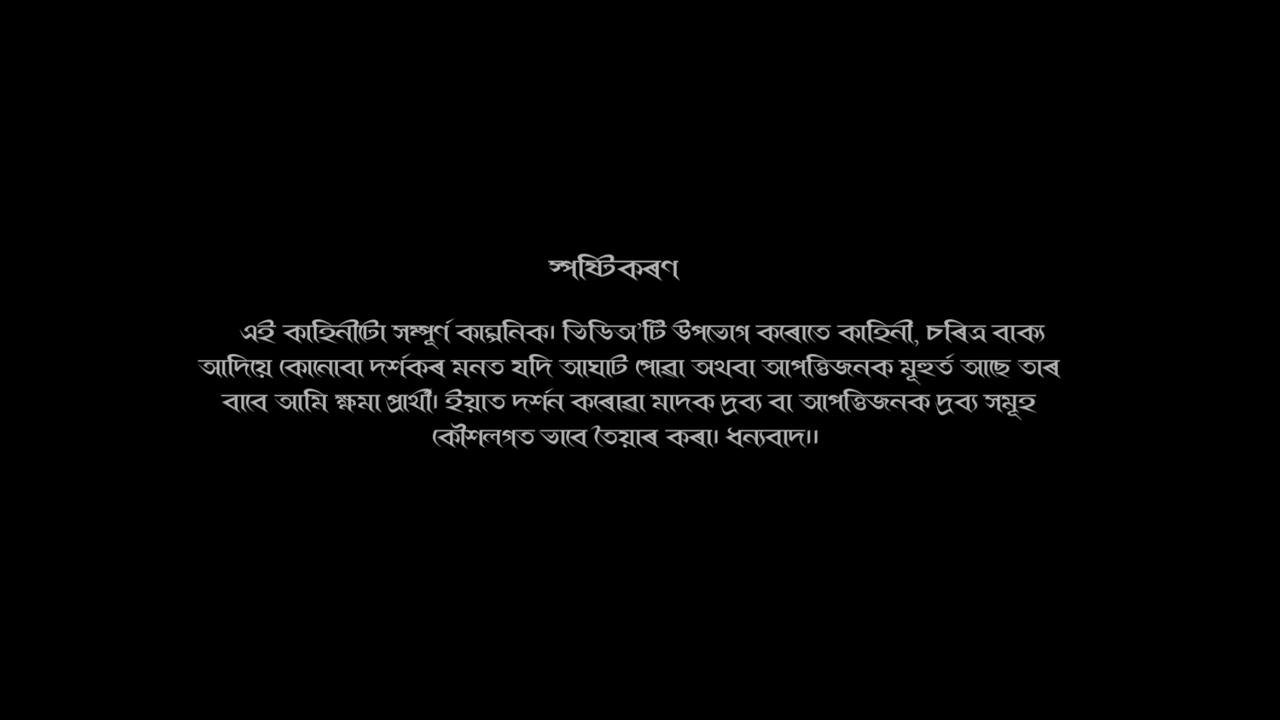 স্পষ্টিকৰণ
এই কাহিনীটো সম্পূৰ্ণ কাল্পনিক। ভিডিঅ'টি উপভোগ কৰোতে কাহিনী, চৰিত্ৰ বাক্য
আদিয়ে কোনোবা দৰ্শকৰ মনত যদি আঘাট পোৱা অথবা আপত্তিজনক মূহুৰ্ত আছে তাৰ
বাবে আমি ক্ষমা প্ৰাৰ্থী। ইয়াত দৰ্শন কৰোৱা মাদক দ্ৰব্য বা আপত্তিজনক দ্ৰব্য সমূহ
কৌশলগত ভাবে তৈয়াৰ কৰা। ধন্যবাদ।।